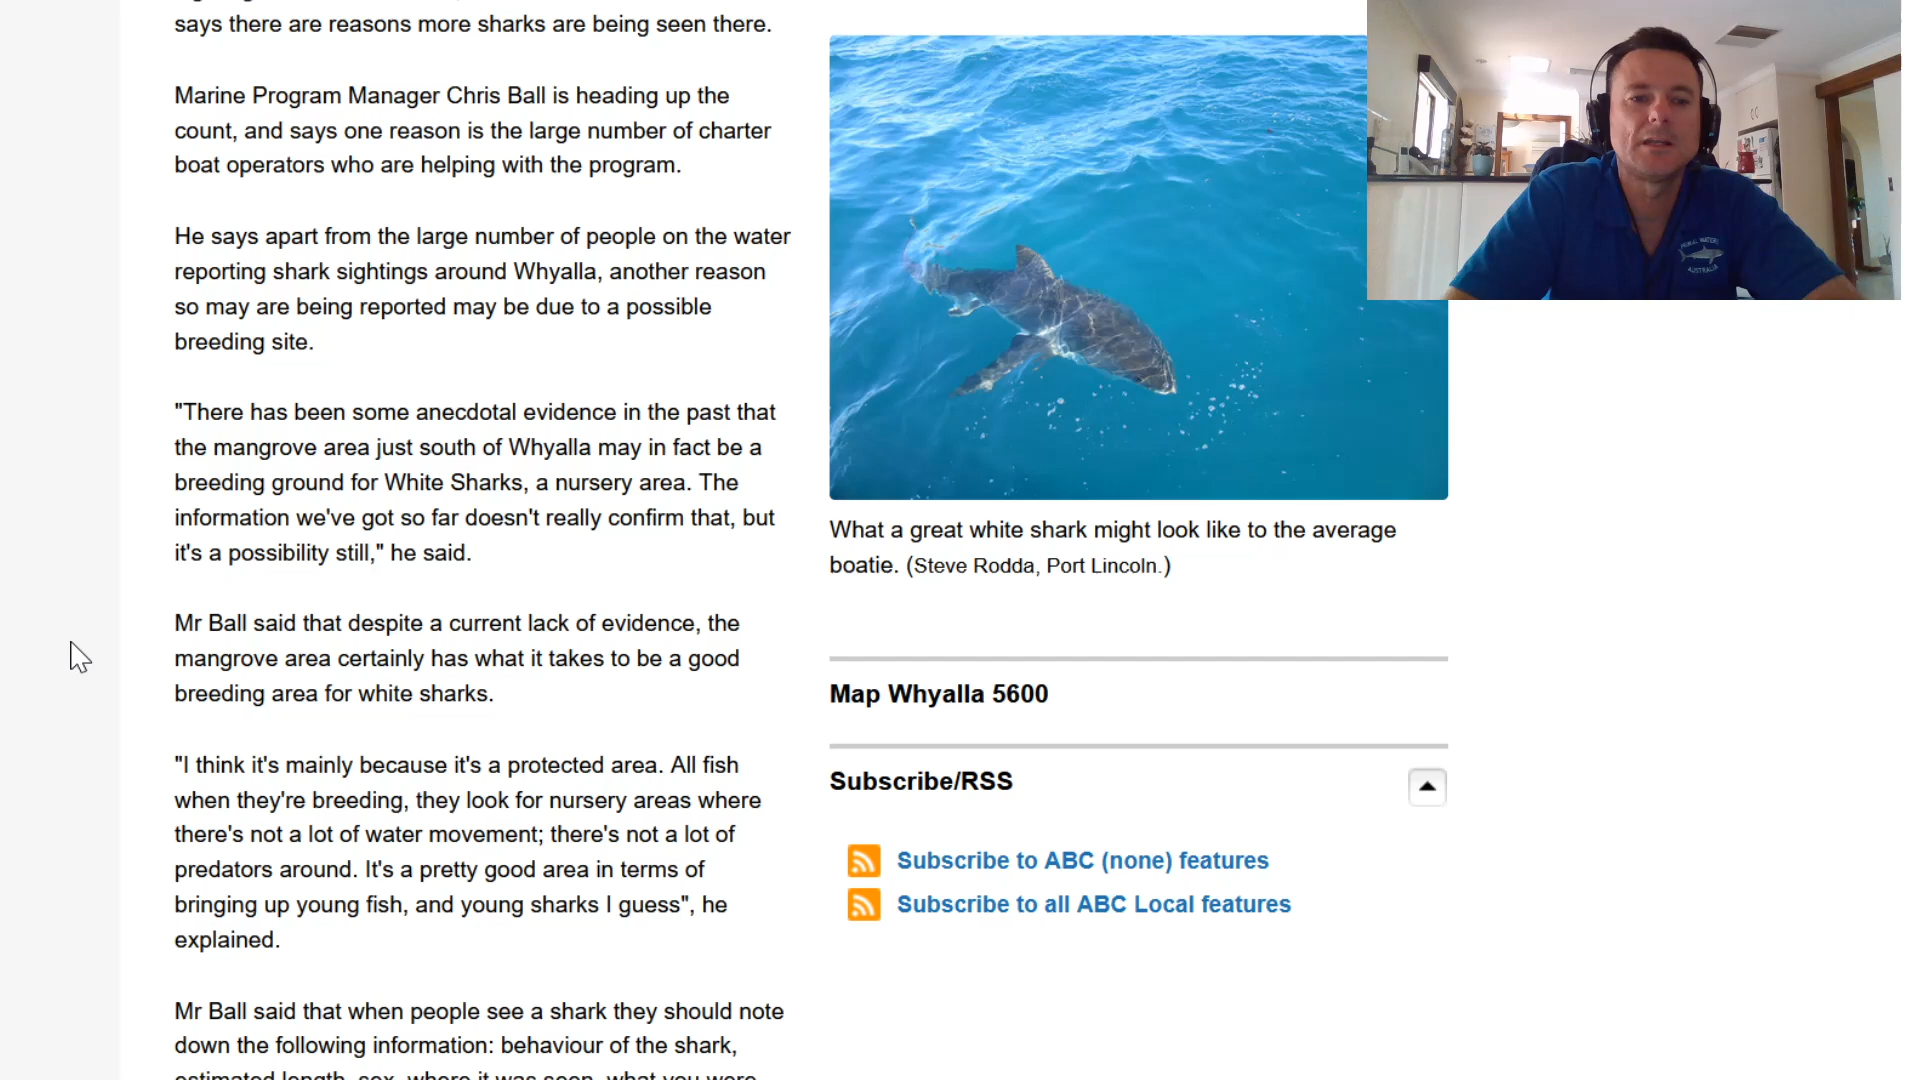 says there are reasons more sharks are being seen there.
Marine Program Manager Chris Ball is heading up the
count, and says one reason is the large number of charter
boat operators who are helping with the program.
He says apart from the large number of people on the water
reporting shark sightings around Whyalla, another reason
so may are being reported may be due to a possible
breeding site.
"There has been some anecdotal evidence in the past that
the mangrove area just south of Whyalla may in fact be a
breeding ground for White Sharks, a nursery area. The
information we've got so far doesn't really confirm that, but
it's a possibility still," he said.
Mr Ball said that despite a current lack of evidence, the
mangrove area certainly has what it takes to be a good
breeding area for white sharks.
"I think it's mainly because it's a protected area. All fish
when they're breeding, they look for nursery areas where
there's not a lot of water movement; there's not a lot of
predators around. It's a pretty good area in terms of
bringing up young fish, and young sharks I guess", he
explained.
Mr Ball said that when people see a shark they should note
down the following information: behaviour of the shark,
estimated length, sex, where it was seen, what you were
What a great white shark might look like to the average
boatie. (Steve Rodda, Port Lincoln.)
Map Whyalla 5600
Subscribe/RSS
Subscribe to ABC (none) features
Subscribe to all ABC Local features
AUSTRALIA